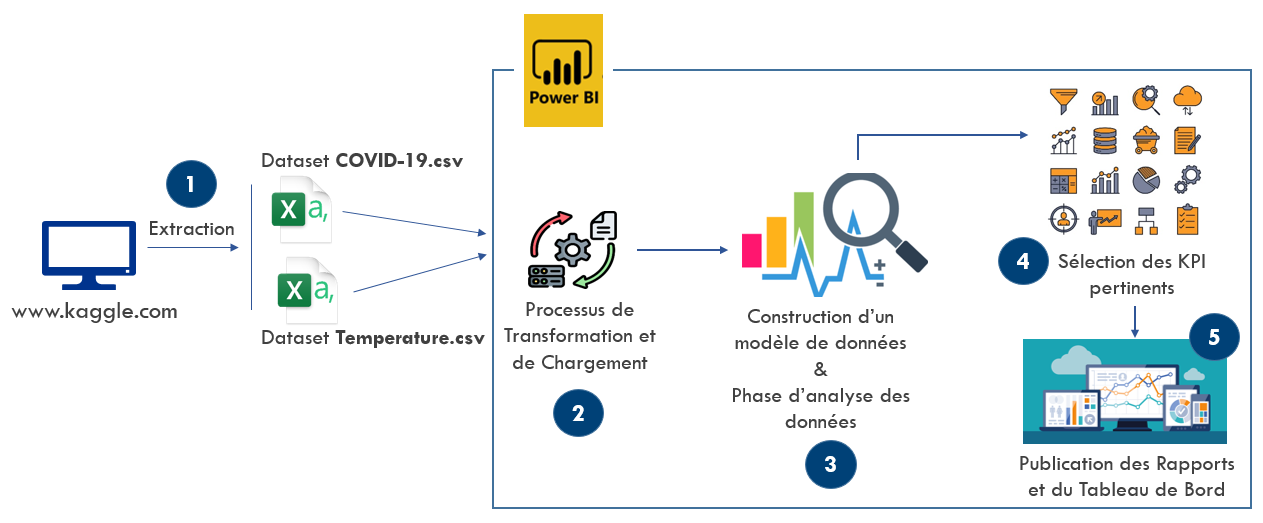 Power BI
1
Extraction
www.kaggle.com
Dataset COVID-19.csv
X a,
X a,
Dataset Temperature.csv
Processus de
Transformation et
de Chargement
2
Construction d'un
modèle de données
&
Phase d'analyse des
données
3
4
Sélection des KPI
pertinents
5
Publication des Rapports
et du Tableau de Bord